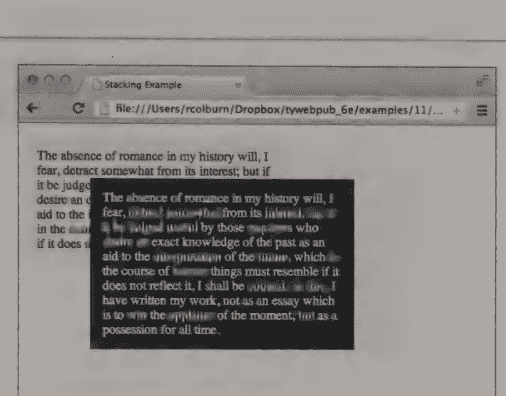 Stacking Example
file:///Users/rcolburn/Dropbox/tywebpub_6e/examples/11/...
The absence of romance in my history will, I
fear, detract somewhat from its interest; but if
it be judge
desire an
aid to the
in the
if it does
The absence of romance in my history will, I
fear, from its
by those who
exact knowledge of the past as an
aid to the of the which
the course of things must resemble if it
does not reflect it, I shall be I
have written my work, not as an essay which
is to the of the moment, but as a
possession for all time.